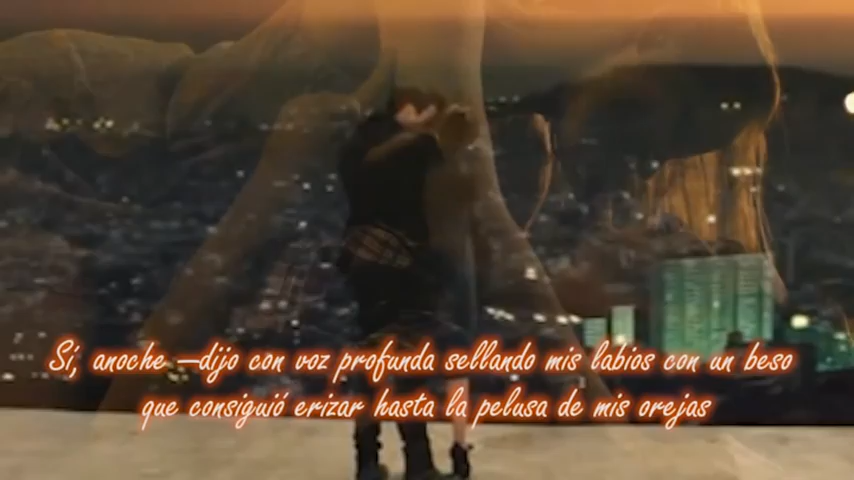 Sí, anoche —dijo con voz profunda sellando mis labios con un beso
que consiguió erizar hasta la pelusa de mis orejas